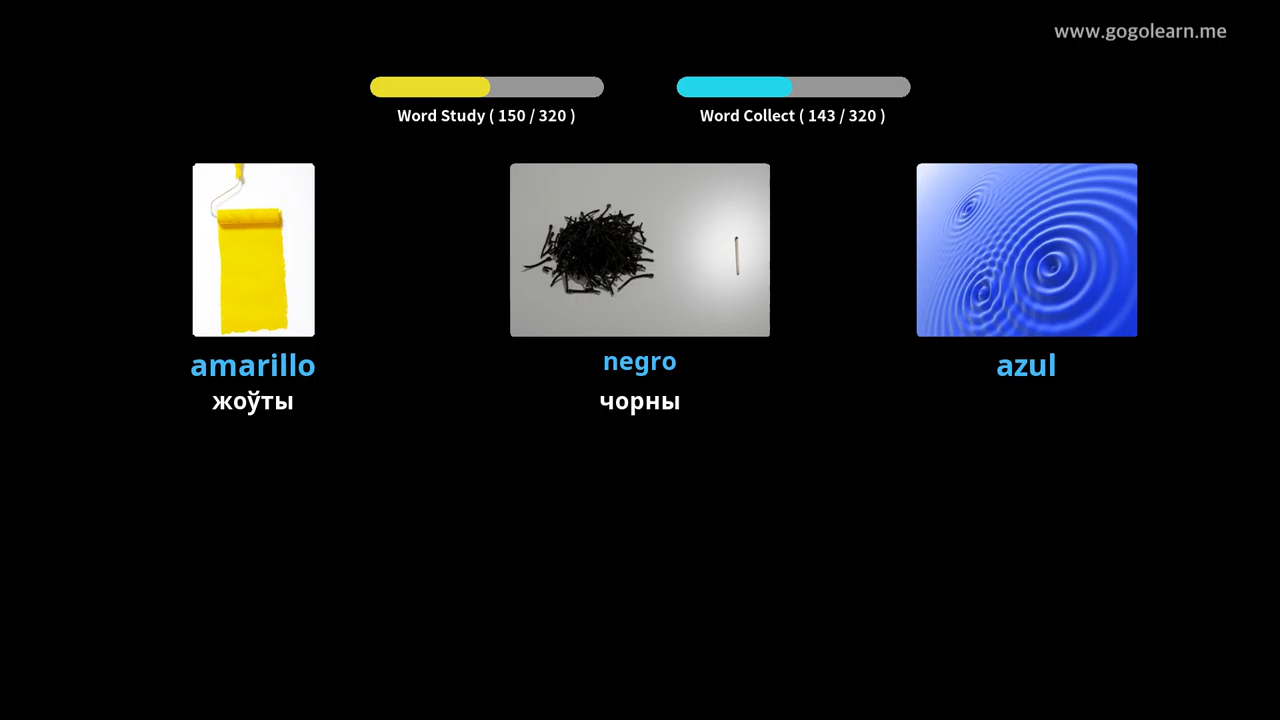 www.gogolearn.me
Word Study ( 150 / 320 )
Word Collect ( 143 / 320 )
amarillo
жоўты
negro
чорны
azul